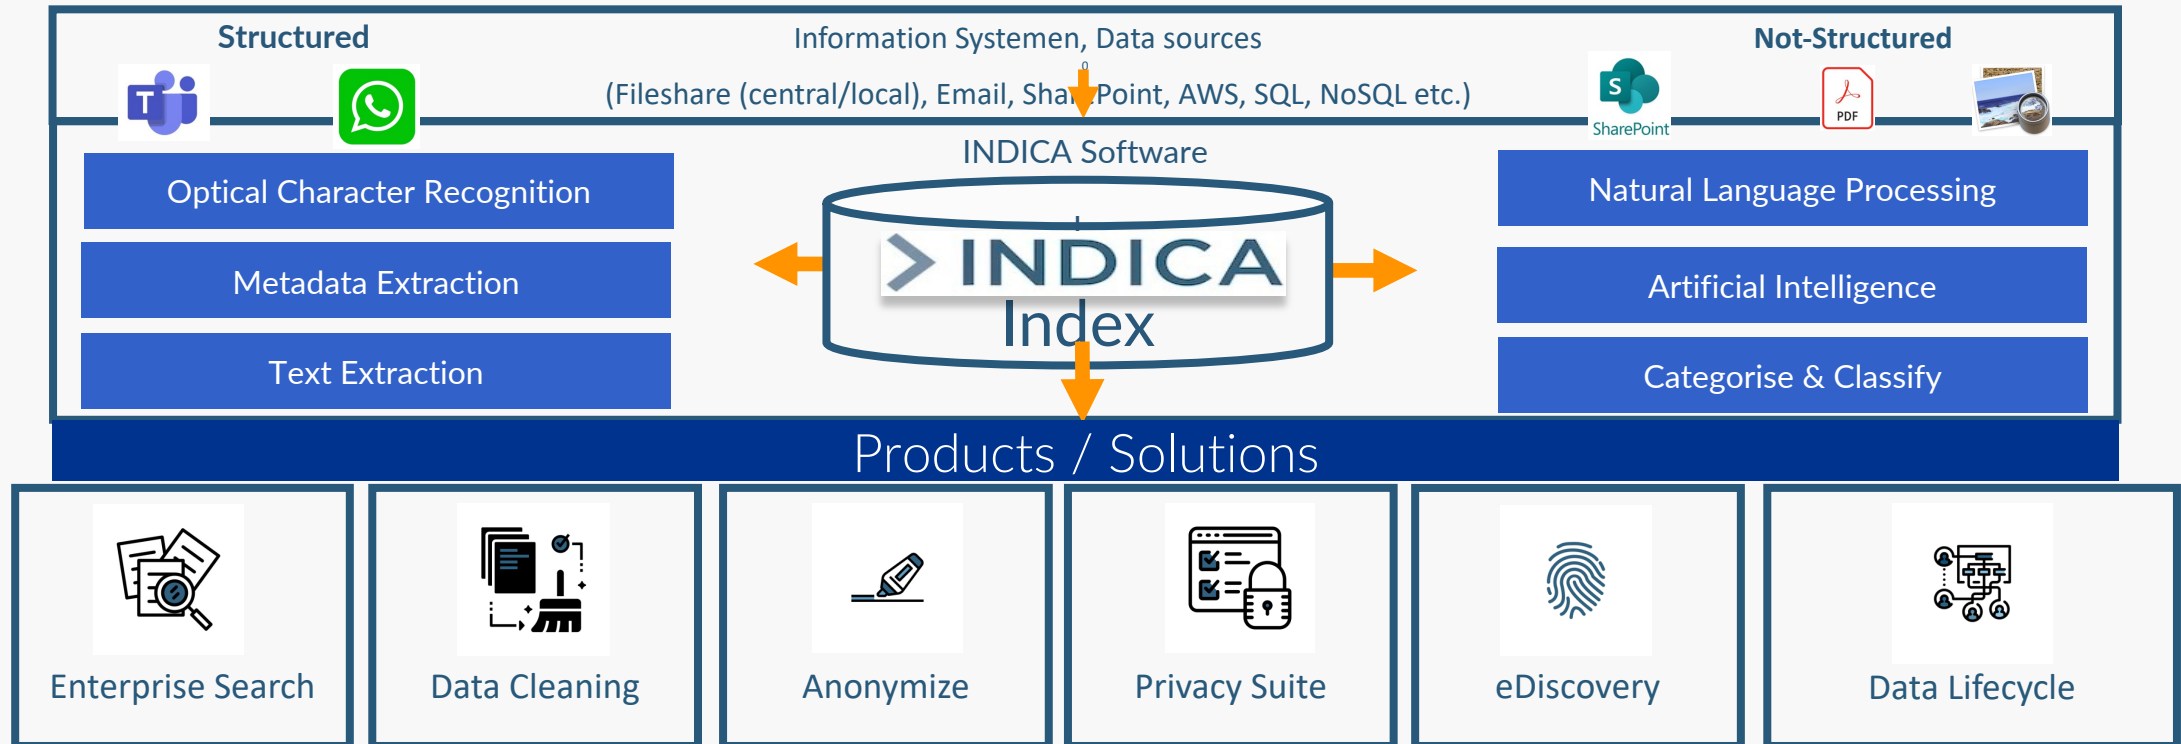 Structured
Information Systemen, Data sources
Not-Structured
(Fileshare (central/local), Email, SharePoint, AWS, SQL, NoSQL etc.)
SharePoint
PDF
INDICA Software
Optical Character Recognition
Natural Language Processing
INDICA
Metadata Extraction
Artificial Intelligence
Index
Text Extraction
Categorise & Classify
Products / Solutions
Enterprise Search
Data Cleaning
Anonymize
Privacy Suite
eDiscovery
Data Lifecycle